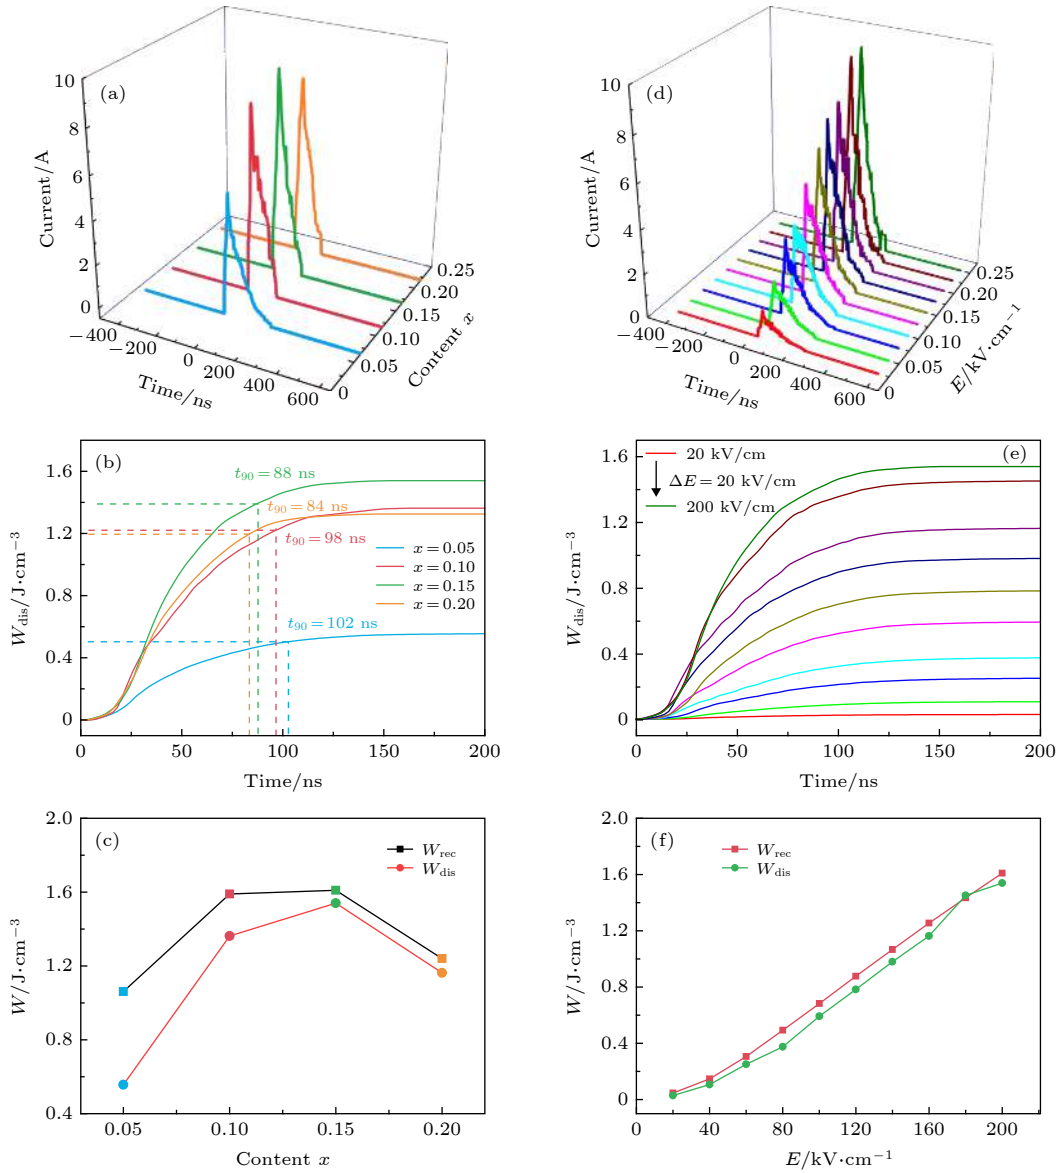 (a)
10
8
6
4
2
0
Current/A
−400
−200
0
200
400
600
Time/ns
0
0.05
0.10
0.15
0.20
0.25
Content x
(d)
10
8
6
4
2
0
Current/A
−400
−200
0
200
400
600
Time/ns
0
0.05
0.10
0.15
0.20
0.25
E/kV·cm−1
(b)
1.6
1.2
0.8
0.4
0
Wdis/J·cm−3
t90 = 88 ns
t90 = 84 ns
t90 = 98 ns
t90 = 102 ns
x = 0.05
x = 0.10
x = 0.15
x = 0.20
0 50 100 150 200
Time/ns
(e)
1.6
1.2
0.8
0.4
0
Wdis/J·cm−3
20 kV/cm
ΔE = 20 kV/cm
200 kV/cm
0 50 100 150 200
Time/ns
(c)
2.0
1.6
1.2
0.8
0.4
W/J·cm−3
Wrec
Wdis
0.05 0.10 0.15 0.20
Content x
(f)
2.0
1.6
1.2
0.8
0.4
0
W/J·cm−3
Wrec
Wdis
0 40 80 120 160 200
E/kV·cm−1